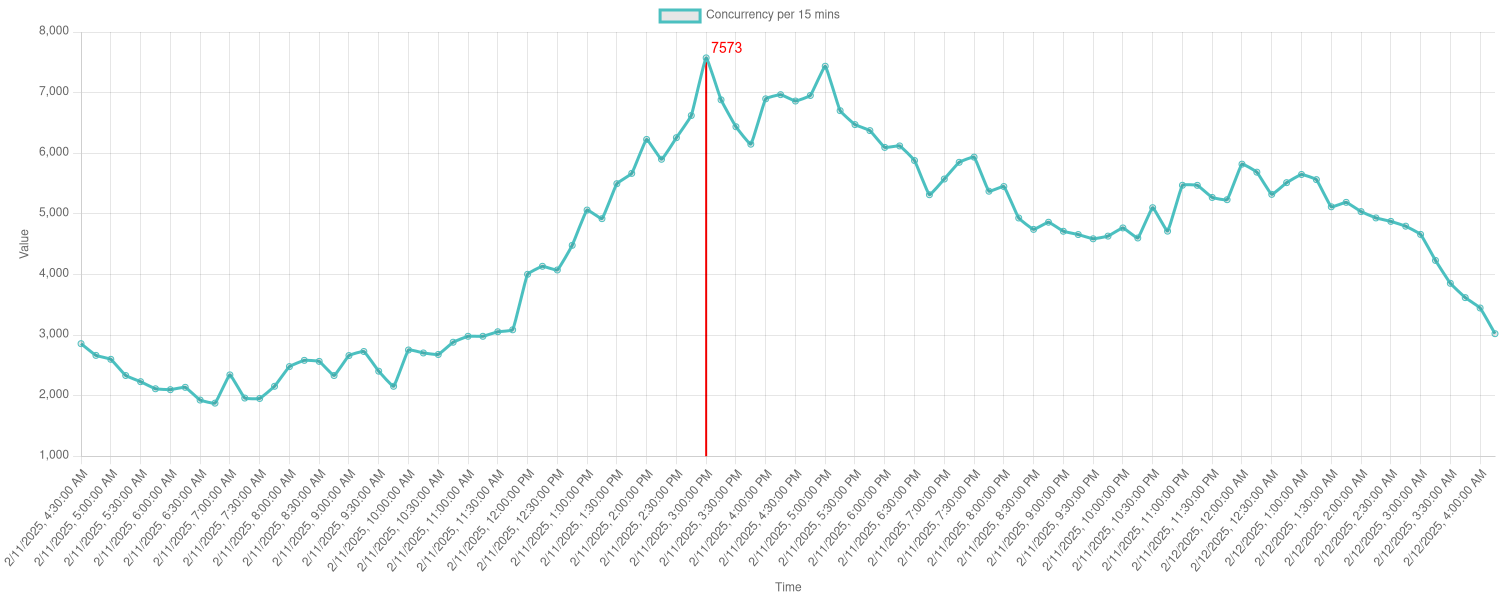 Concurrency per 15 mins
7573
Value
8,000
7,000
6,000
5,000
4,000
3,000
2,000
1,000
2/11/2025, 4:30:00 AM
2/11/2025, 5:00:00 AM
2/11/2025, 5:30:00 AM
2/11/2025, 6:00:00 AM
2/11/2025, 6:30:00 AM
2/11/2025, 7:00:00 AM
2/11/2025, 7:30:00 AM
2/11/2025, 8:00:00 AM
2/11/2025, 8:30:00 AM
2/11/2025, 9:00:00 AM
2/11/2025, 9:30:00 AM
2/11/2025, 10:00:00 AM
2/11/2025, 10:30:00 AM
2/11/2025, 11:00:00 AM
2/11/2025, 11:30:00 AM
2/11/2025, 12:00:00 PM
2/11/2025, 12:30:00 PM
2/11/2025, 1:00:00 PM
2/11/2025, 1:30:00 PM
2/11/2025, 2:00:00 PM
2/11/2025, 2:30:00 PM
2/11/2025, 3:00:00 PM
2/11/2025, 3:30:00 PM
2/11/2025, 4:00:00 PM
2/11/2025, 4:30:00 PM
2/11/2025, 5:00:00 PM
2/11/2025, 5:30:00 PM
2/11/2025, 6:00:00 PM
2/11/2025, 6:30:00 PM
2/11/2025, 7:00:00 PM
2/11/2025, 7:30:00 PM
2/11/2025, 8:00:00 PM
2/11/2025, 8:30:00 PM
2/11/2025, 9:00:00 PM
2/11/2025, 9:30:00 PM
2/11/2025, 10:00:00 PM
2/11/2025, 10:30:00 PM
2/11/2025, 11:00:00 PM
2/11/2025, 11:30:00 PM
2/12/2025, 12:00:00 AM
2/12/2025, 12:30:00 AM
2/12/2025, 1:00:00 AM
2/12/2025, 1:30:00 AM
2/12/2025, 2:00:00 AM
2/12/2025, 2:30:00 AM
2/12/2025, 3:00:00 AM
2/12/2025, 3:30:00 AM
2/12/2025, 4:00:00 AM
Time